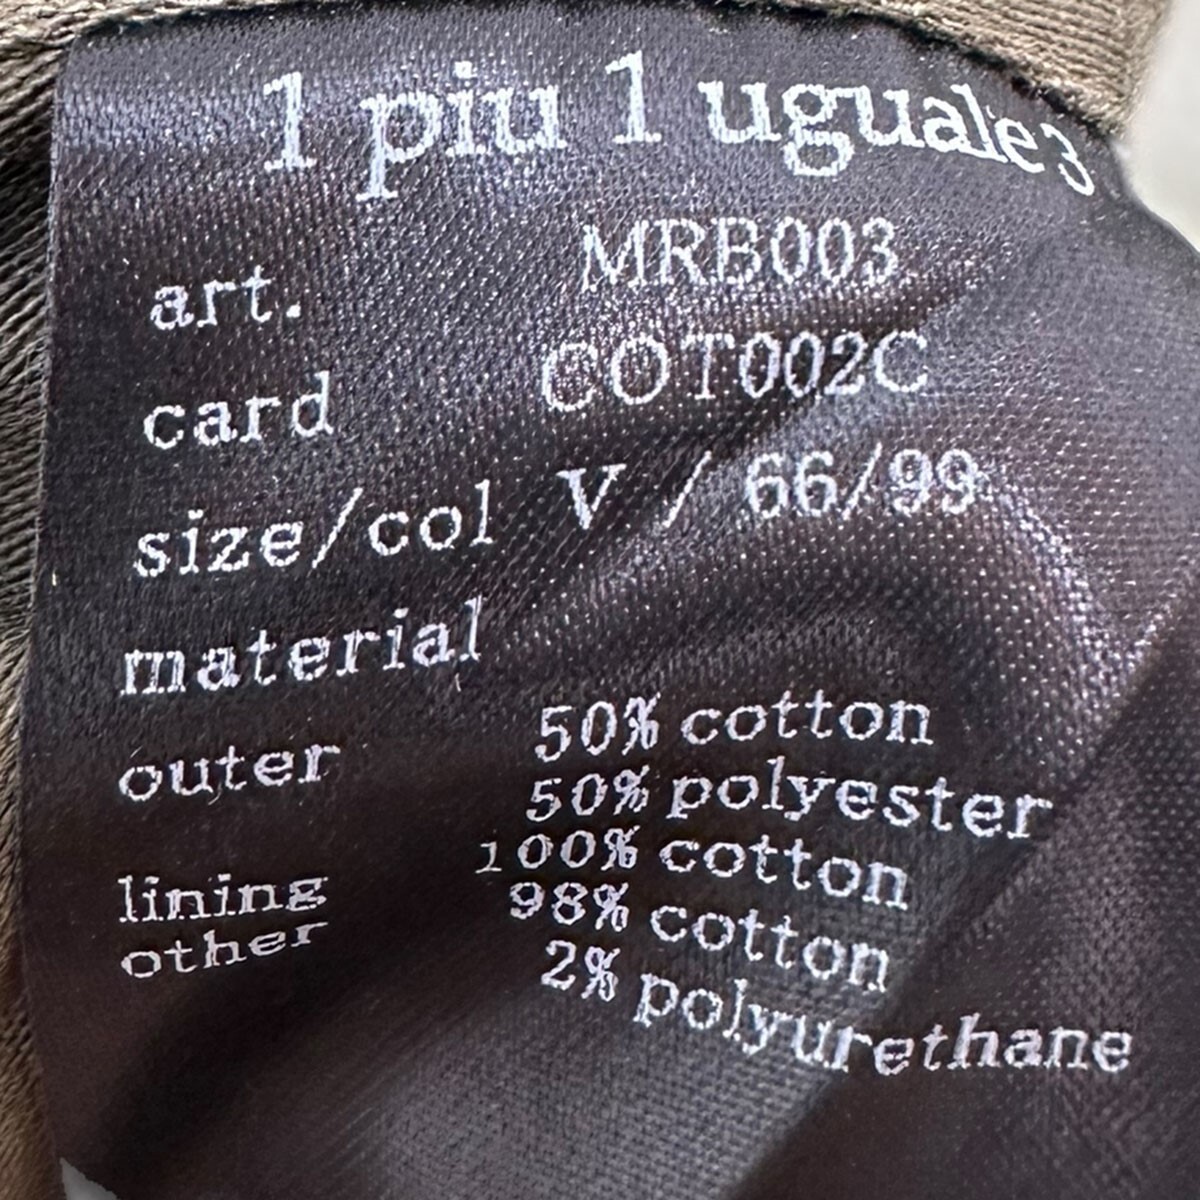 1 piu 1 uguale 3
art. MRB003
card COT002C
size/col V / 66/99
material
outer 50% cotton
50% polyester
lining 100% cotton
other 98% cotton
2% polyurethane